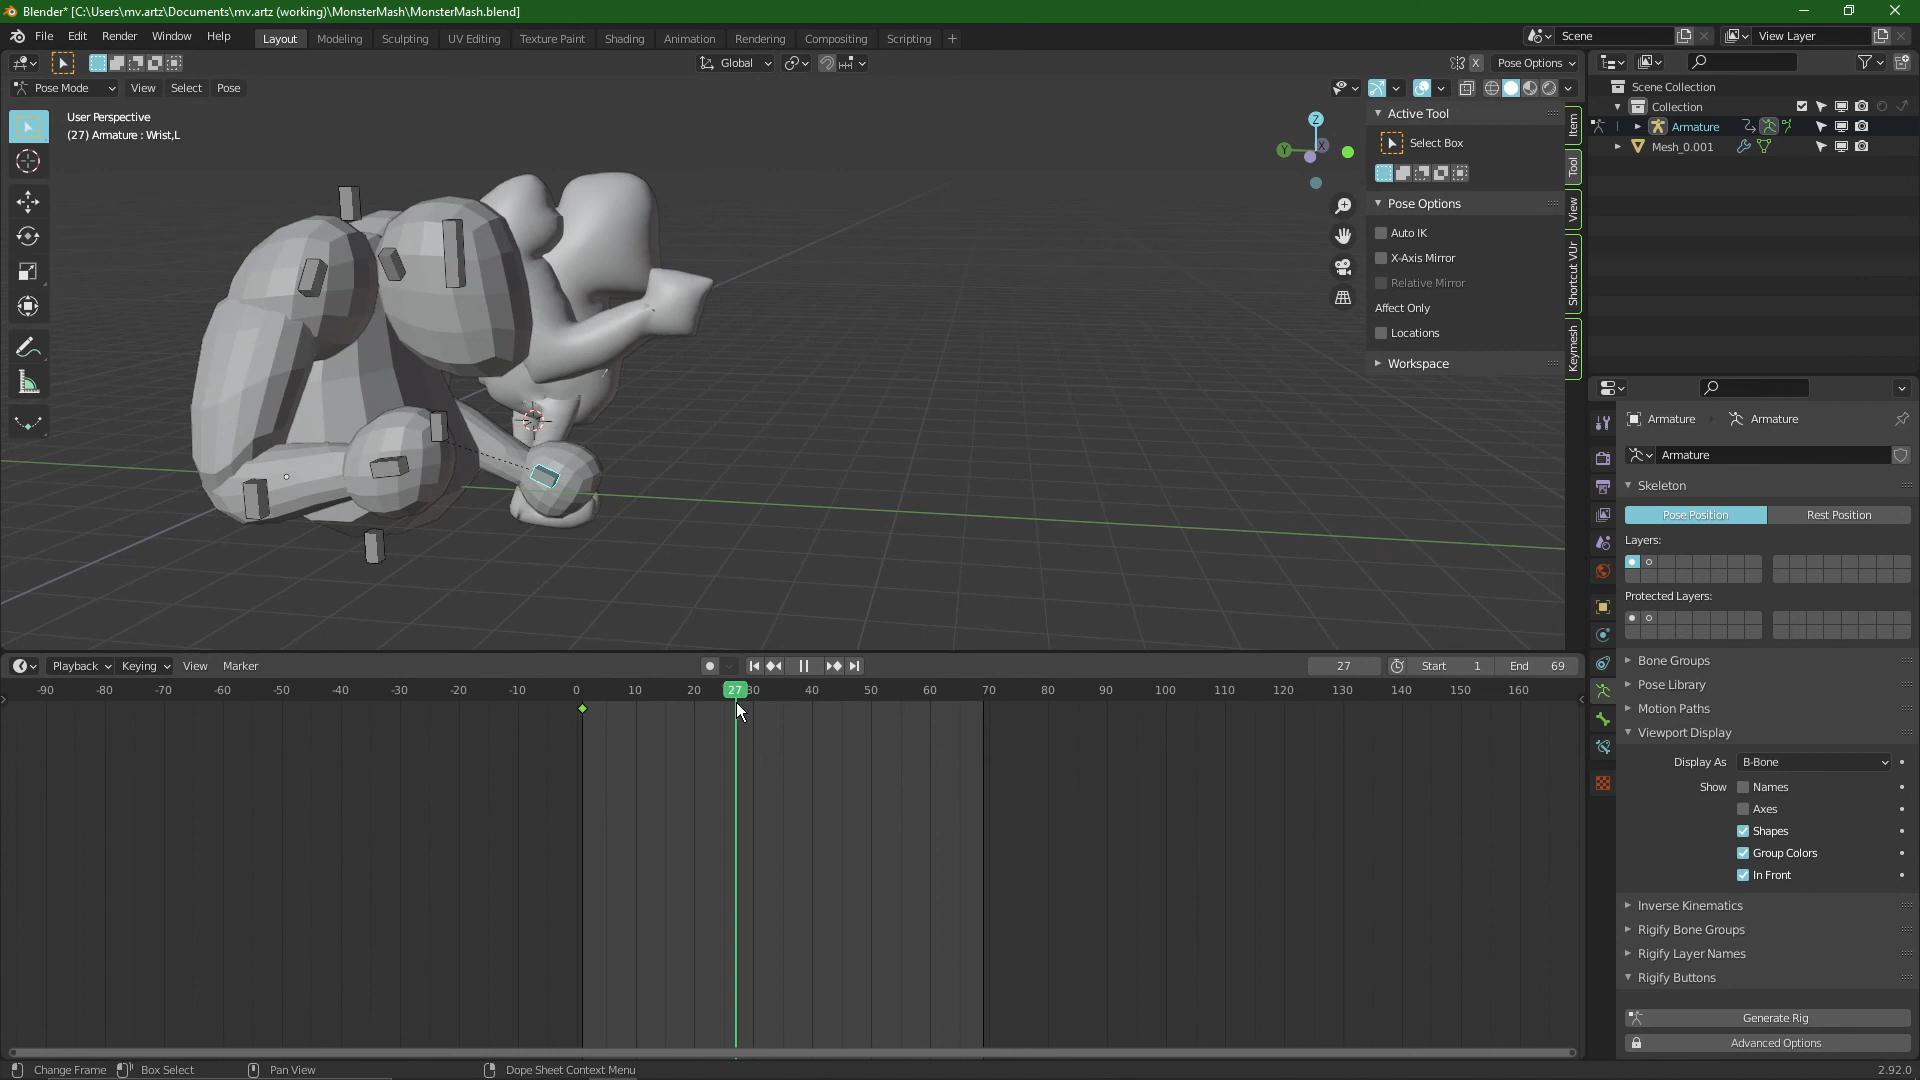 Blender* [C:\Users\mv.artz\Documents\mv.artz (working)\MonsterMash\MonsterMash.blend]
File Edit Render Window Help Layout Modeling Sculpting UV Editing Texture Paint Shading Animation Rendering Compositing Scripting + Scene View Layer
Global X Pose Options
Pose Mode View Select Pose
User Perspective
(27) Armature : Wrist,L
Z
Y
X
Active Tool
Select Box
Pose Options
Auto IK
X-Axis Mirror
Relative Mirror
Affect Only
Locations
Workspace
Item
Tool
View
Shortcut VUr
Keymesh
Scene Collection
Collection
Armature
Mesh_0.001
Armature Armature
Armature
Skeleton
Pose Position Rest Position
Layers:
Protected Layers:
Bone Groups
Pose Library
Motion Paths
Viewport Display
Display As B-Bone
Show Names
Axes
Shapes
Group Colors
In Front
Inverse Kinematics
Rigify Bone Groups
Rigify Layer Names
Rigify Buttons
Generate Rig
Advanced Options
Playback Keying View Marker 27 Start 1 End 69
-90 -80 -70 -60 -50 -40 -30 -20 -10 0 10 20 27 30 40 50 60 70 80 90 100 110 120 130 140 150 160
Change Frame Box Select Pan View Dope Sheet Context Menu 2.92.0